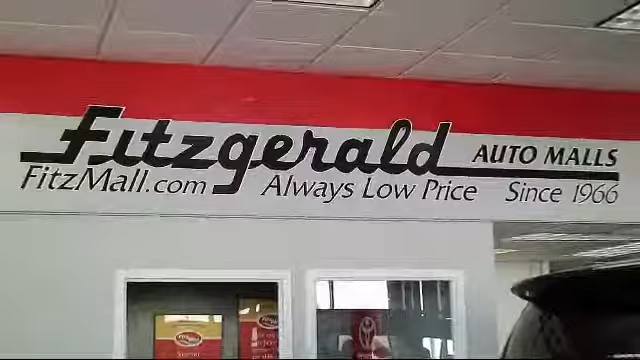 Fitzgerald AUTO MALLS
FitzMall.com Always Low Price Since 1966